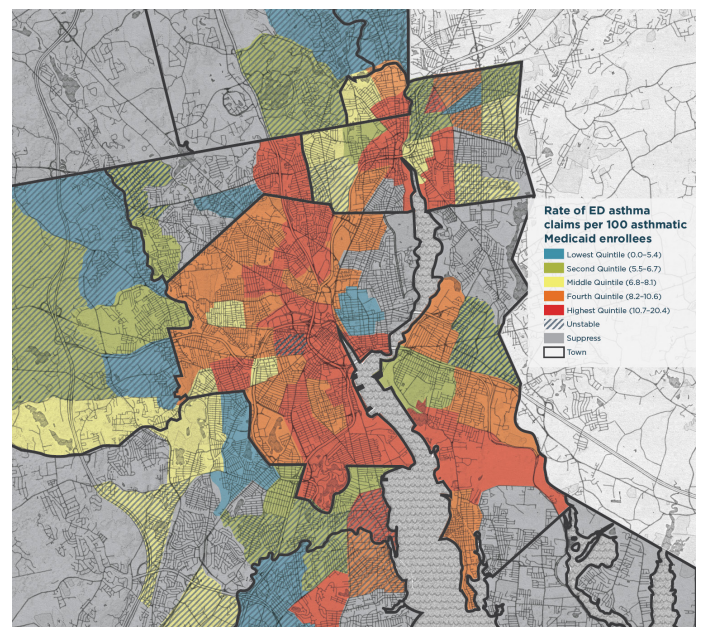 Rate of ED asthma
claims per 100 asthmatic
Medicaid enrollees
Lowest Quintile (0.0–5.4)
Second Quintile (5.5–6.7)
Middle Quintile (6.8–8.1)
Fourth Quintile (8.2–10.6)
Highest Quintile (10.7–20.4)
Unstable
Suppress
Town